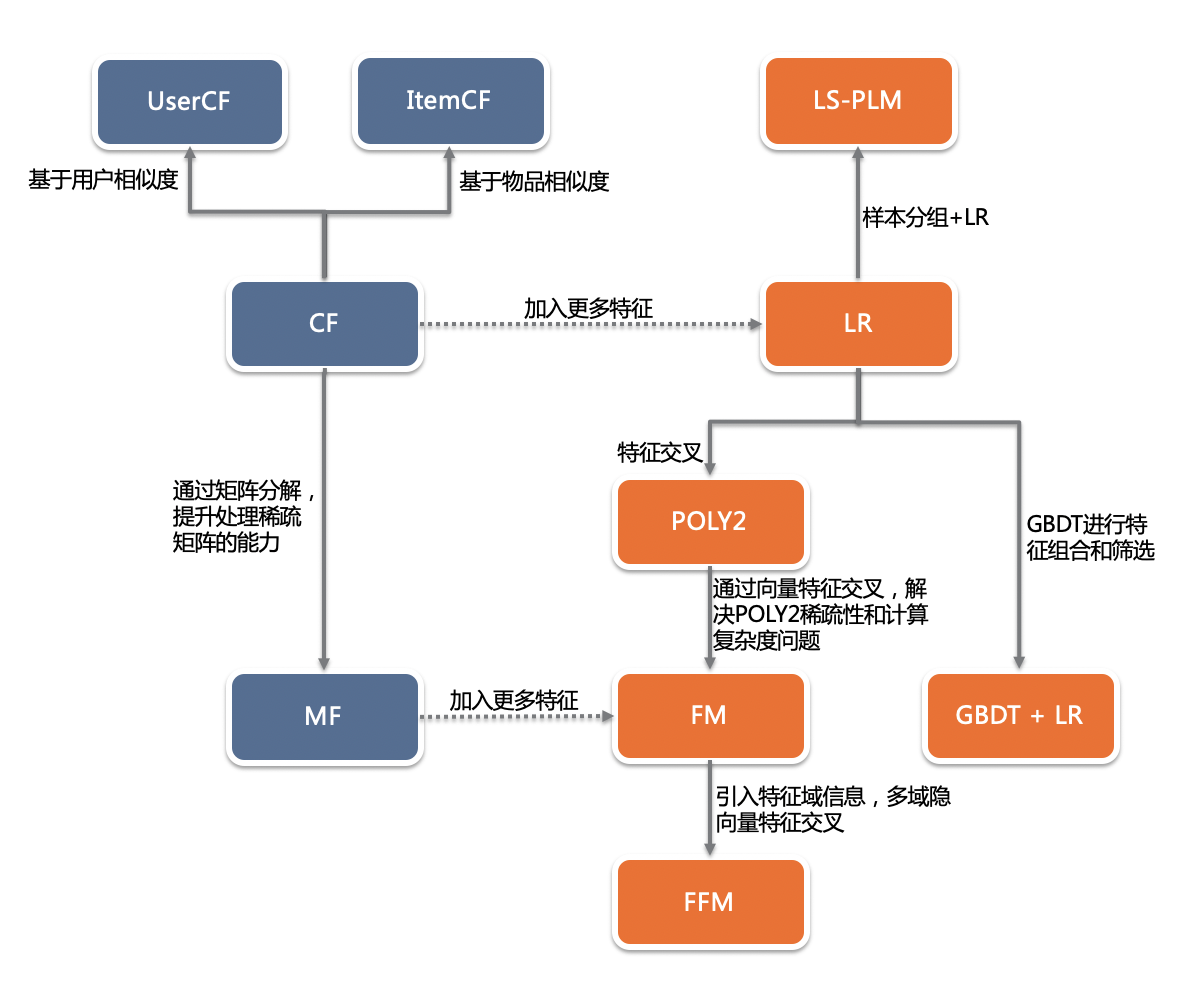 UserCF
ItemCF
LS-PLM
基于用户相似度
基于物品相似度
样本分组+LR
CF
加入更多特征
LR
特征交叉
通过矩阵分解，
提升处理稀疏
矩阵的能力
POLY2
GBDT进行特
征组合和筛选
通过向量特征交叉，解
决POLY2稀疏性和计算
复杂度问题
MF
加入更多特征
FM
GBDT + LR
引入特征域信息，多域隐
向量特征交叉
FFM